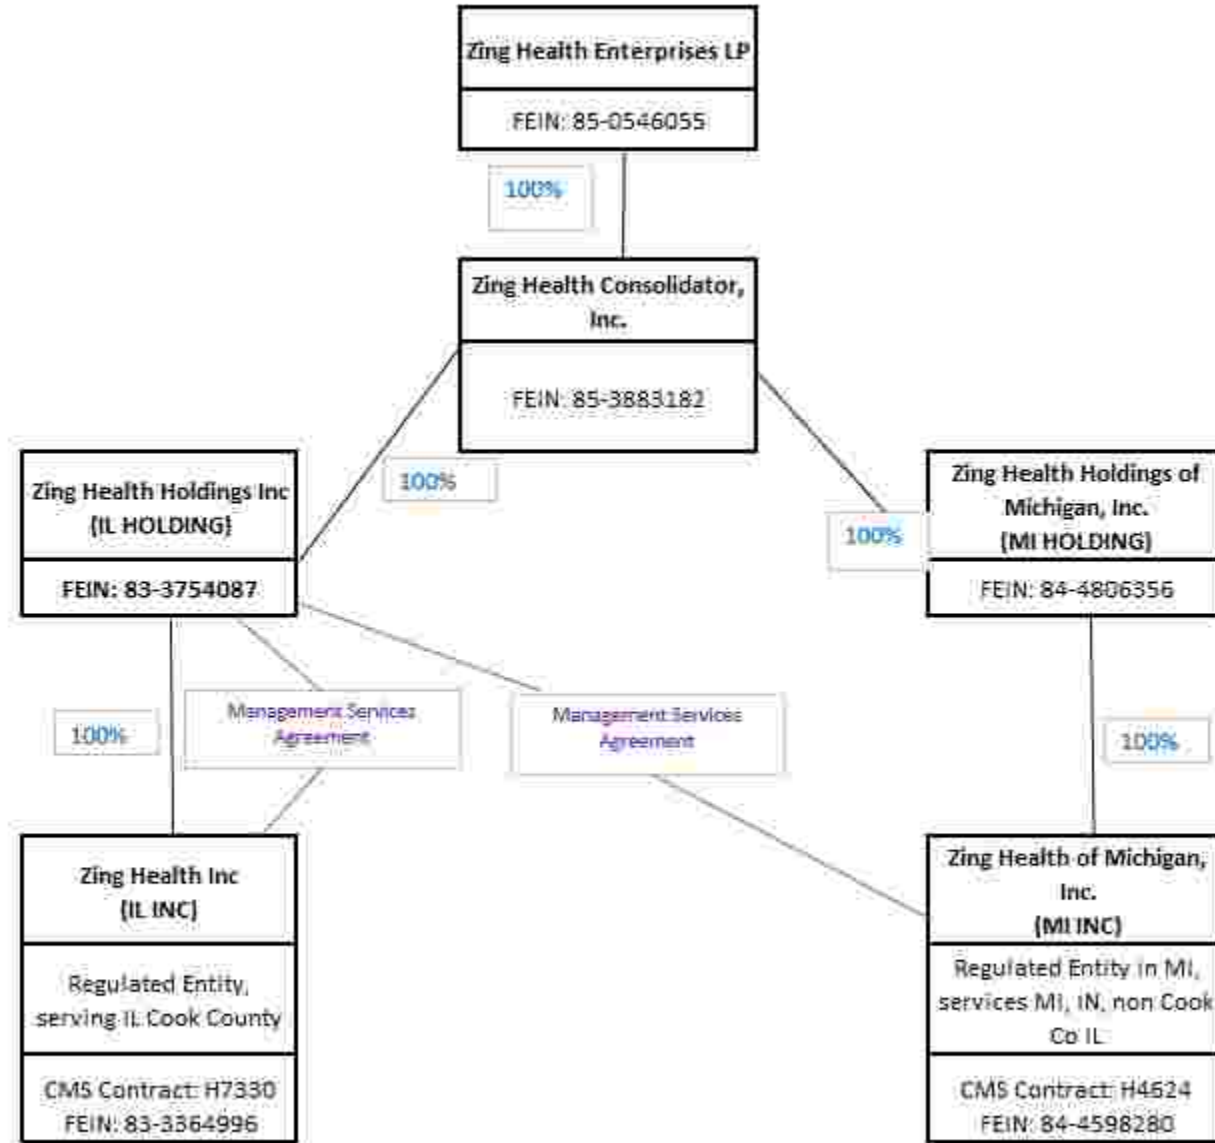 Zing Health Enterprises LP
FEIN: 85-0546055
100%
Zing Health Consolidator,
Inc.
FEIN: 85-3883182
100%
100%
Zing Health Holdings Inc
(IL HOLDING)
FEIN: 83-3754087
Zing Health Holdings of
Michigan, Inc.
(MI HOLDING)
FEIN: 84-4806356
100%
Management Services
Agreement
Management Services
Agreement
100%
Zing Health Inc
(IL INC)
Regulated Entity,
serving IL Cook County
CMS Contract: H7330
FEIN: 83-3364996
Zing Health of Michigan,
Inc.
(MI INC)
Regulated Entity in MI,
services MI, IN, non Cook
Co IL
CMS Contract: H4624
FEIN: 84-4598280